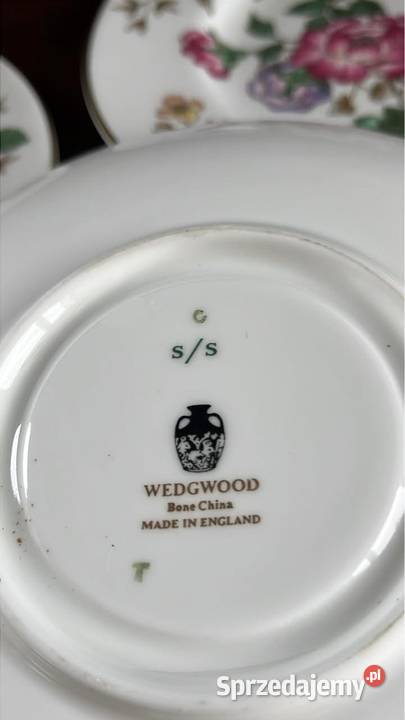 C
S/S
WEDGWOOD
Bone China
MADE IN ENGLAND
T
Sprzedajemy.pl